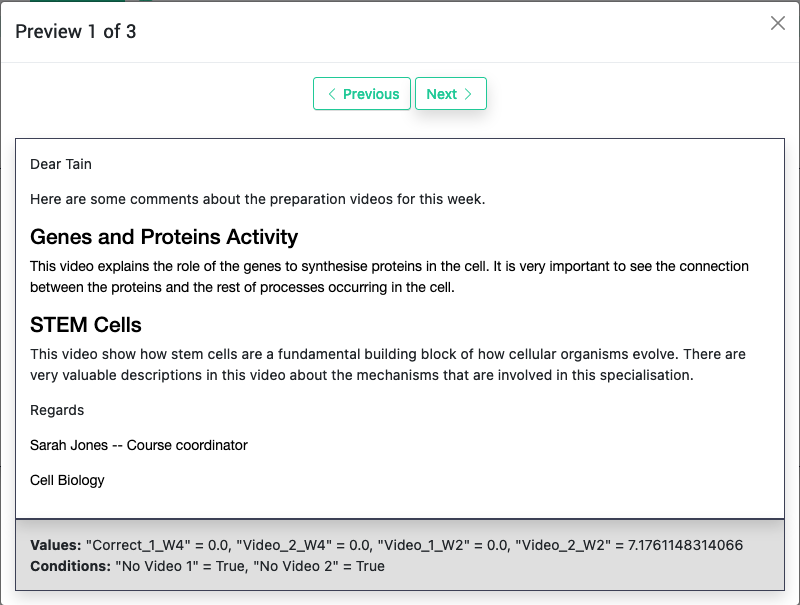 Preview 1 of 3
Previous
Next
Dear Tain
Here are some comments about the preparation videos for this week.
Genes and Proteins Activity
This video explains the role of the genes to synthesise proteins in the cell. It is very important to see the connection
between the proteins and the rest of processes occurring in the cell.
STEM Cells
This video show how stem cells are a fundamental building block of how cellular organisms evolve. There are
very valuable descriptions in this video about the mechanisms that are involved in this specialisation.
Regards
Sarah Jones -- Course coordinator
Cell Biology
Values: "Correct_1_W4" = 0.0, "Video_2_W4" = 0.0, "Video_1_W2" = 0.0, "Video_2_W2" = 7.1761148314066
Conditions: "No Video 1" = True, "No Video 2" = True